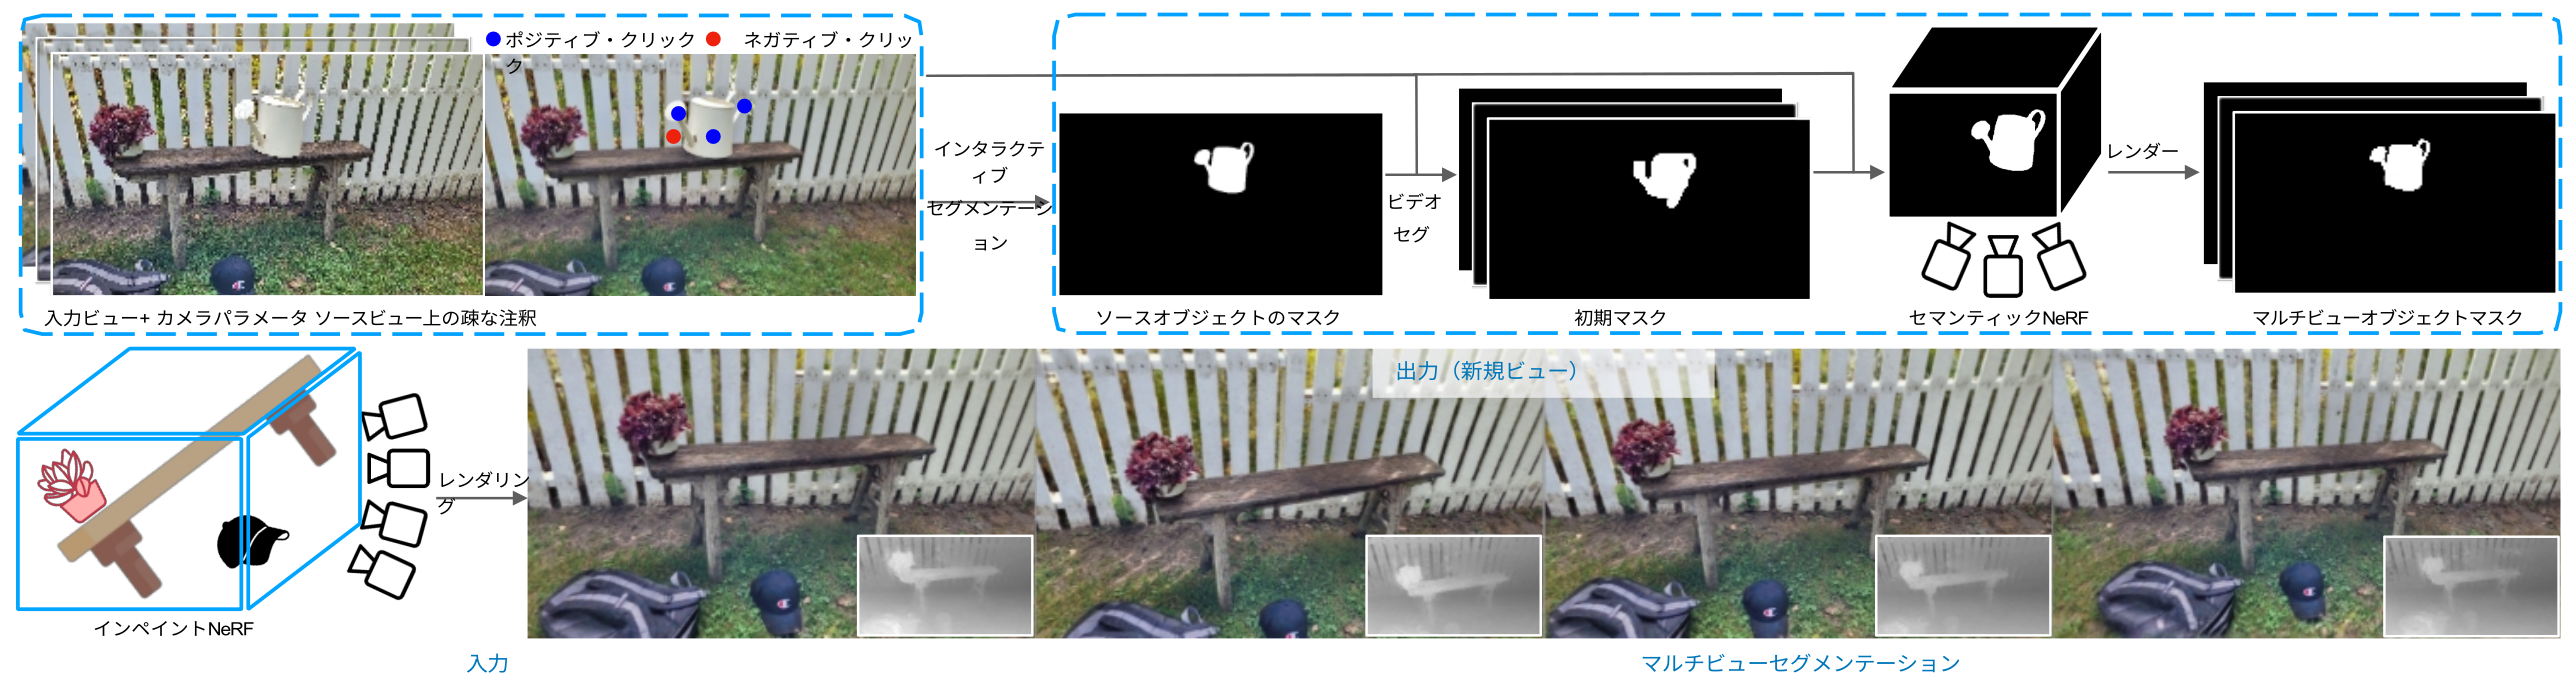 ポジティブ・クリック
ネガティブ・クリッ
ク
入力ビュー+ カメラパラメータ ソースビュー上の疎な注釈
インタラクテ
ィブ
セグメンテーシ
ョン
ソースオブジェクトのマスク
ビデオ
セグ
初期マスク
セマンティックNeRF
レンダー
マルチビューオブジェクトマスク
インペイントNeRF
レンダリン
グ
出力（新規ビュー）
入力
マルチビューセグメンテーション